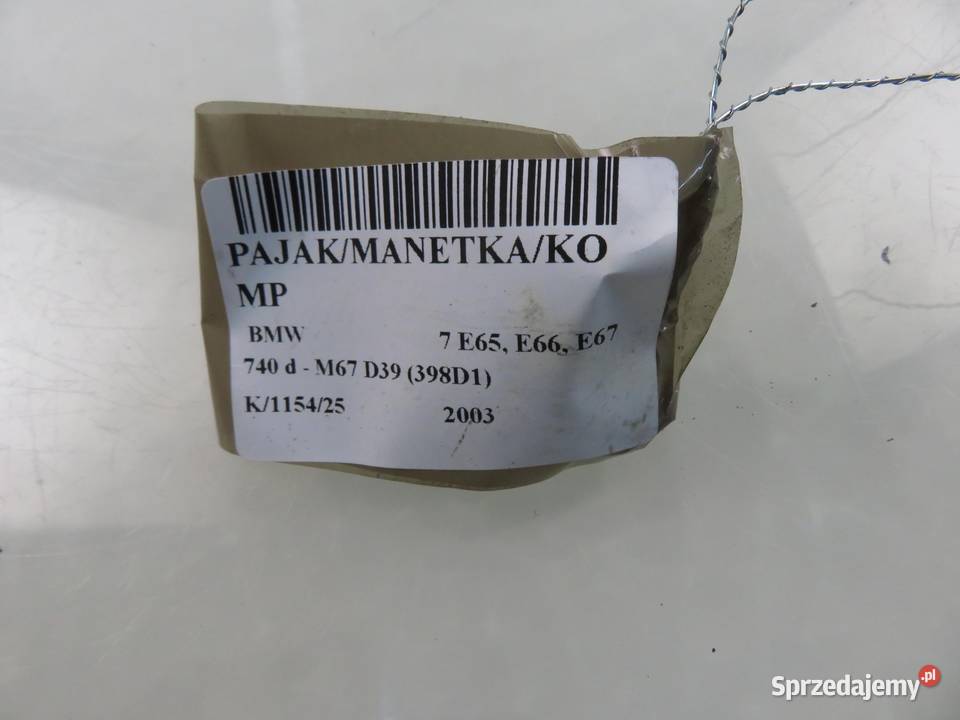 PAJAK/MANETKA/KO
MP
BMW 7 E65, E66, E67
740 d - M67 D39 (398D1)
K/1154/25 2003
Sprzedajemy.pl